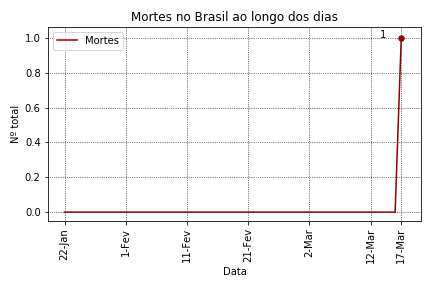 Mortes no Brasil ao longo dos dias
Mortes
1
1.0
0.8
0.6
0.4
0.2
0.0
Nº total
22-Jan
1-Fev
11-Fev
21-Fev
2-Mar
12-Mar
17-Mar
Data